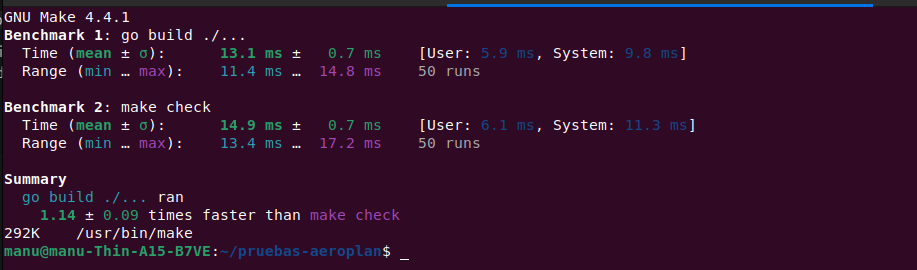 GNU Make 4.4.1
Benchmark 1: go build ./...
Time (mean ± σ): 13.1 ms ± 0.7 ms [User: 5.9 ms, System: 9.8 ms]
Range (min … max): 11.4 ms … 14.8 ms 50 runs
Benchmark 2: make check
Time (mean ± σ): 14.9 ms ± 0.7 ms [User: 6.1 ms, System: 11.3 ms]
Range (min … max): 13.4 ms … 17.2 ms 50 runs
Summary
go build ./... ran
1.14 ± 0.09 times faster than make check
292K /usr/bin/make
manu@manu-Thin-A15-B7VE:~/pruebas-aeroplan$ _